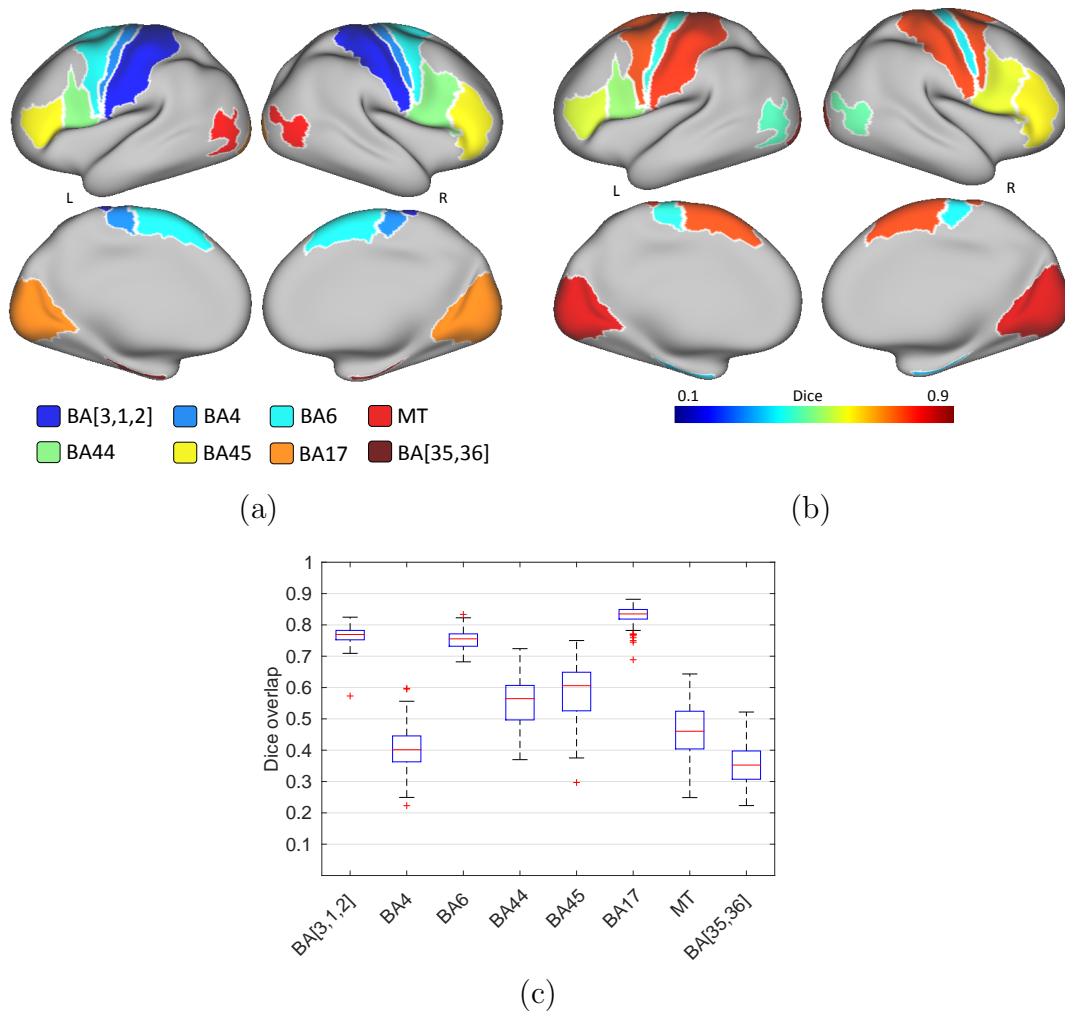 L R
L R
BA[3,1,2] BA4 BA6 MT
BA44 BA45 BA17 BA[35,36]
0.1 Dice 0.9
(a)
(b)
1
0.9
0.8
0.7
0.6
0.5
0.4
0.3
0.2
0.1
Dice overlap
BA[3,1,2] BA4 BA6 BA44 BA45 BA17 MT BA[35,36]
(c)